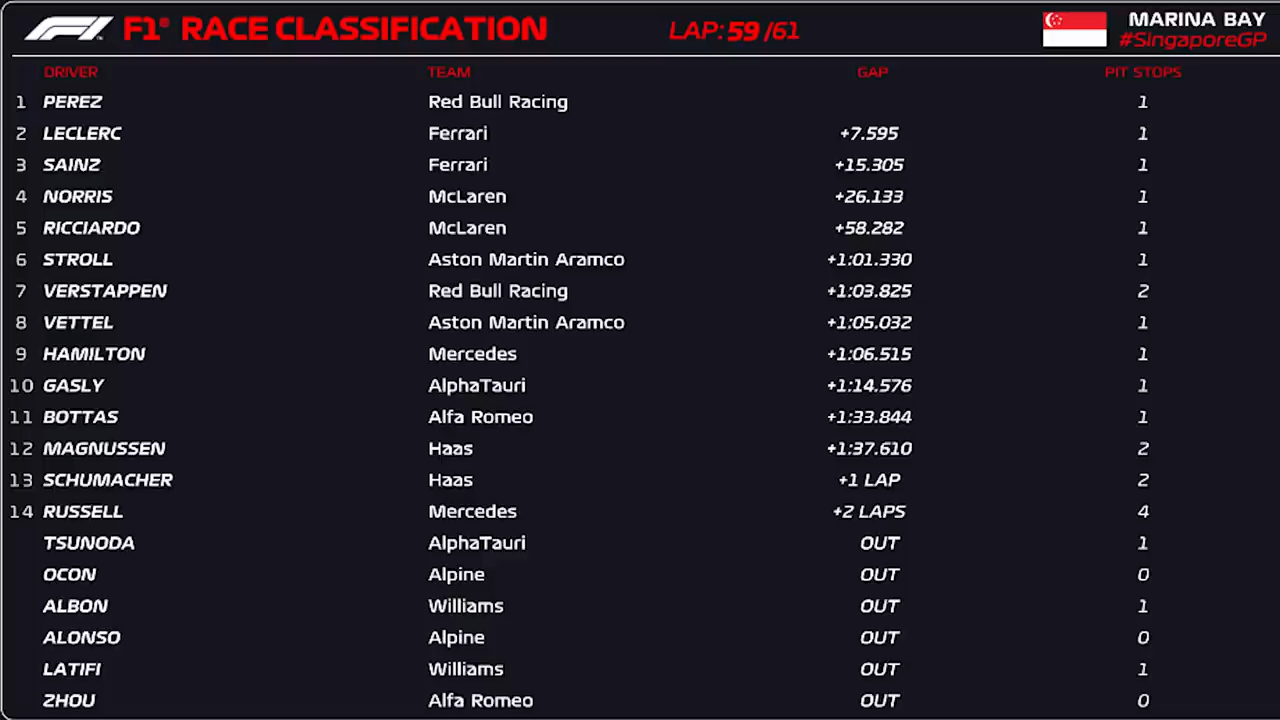 F1 F1® RACE CLASSIFICATION LAP: 59 /61 MARINA BAY
#SingaporeGP
DRIVER TEAM GAP PIT STOPS
1 PEREZ Red Bull Racing 1
2 LECLERC Ferrari +7.595 1
3 SAINZ Ferrari +15.305 1
4 NORRIS McLaren +26.133 1
5 RICCIARDO McLaren +58.282 1
6 STROLL Aston Martin Aramco +1:01.330 1
7 VERSTAPPEN Red Bull Racing +1:03.825 2
8 VETTEL Aston Martin Aramco +1:05.032 1
9 HAMILTON Mercedes +1:06.515 1
10 GASLY AlphaTauri +1:14.576 1
11 BOTTAS Alfa Romeo +1:33.844 1
12 MAGNUSSEN Haas +1:37.610 2
13 SCHUMACHER Haas +1 LAP 2
14 RUSSELL Mercedes +2 LAPS 4
TSUNODA AlphaTauri OUT 1
OCON Alpine OUT 0
ALBON Williams OUT 1
ALONSO Alpine OUT 0
LATIFI Williams OUT 1
ZHOU Alfa Romeo OUT 0